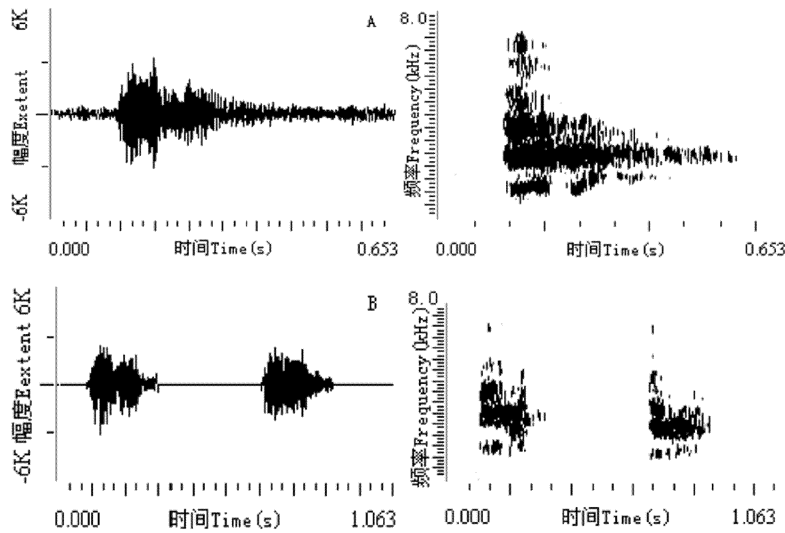 6K
幅度Exetent
-6K
A
0.000
时间Time(s)
0.653
8.0
频率Frequency(kHz)
0.000
时间Time(s)
0.653
-6K 幅度Eextent 6K
B
0.000
时间Time(s)
1.063
8.0
频率Frequency(kHz)
0.000
时间Time(s)
1.063